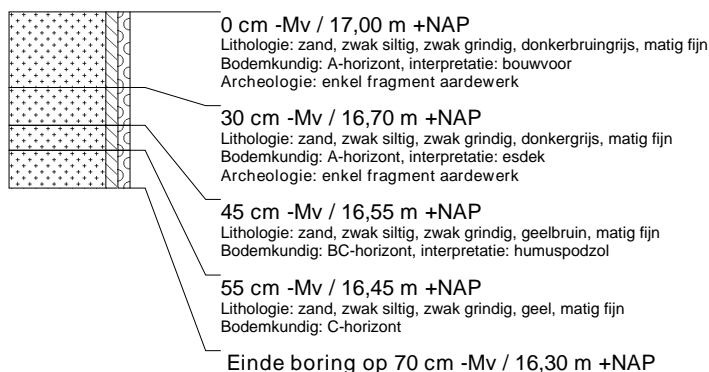 0 cm -Mv / 17,00 m +NAP
Lithologie: zand, zwak siltig, zwak grindig, donkerbruingrijs, matig fijn
Bodemkundig: A-horizont, interpretatie: bouwvoor
Archeologie: enkel fragment aardewerk
30 cm -Mv / 16,70 m +NAP
Lithologie: zand, zwak siltig, zwak grindig, donkergrijs, matig fijn
Bodemkundig: A-horizont, interpretatie: esdek
Archeologie: enkel fragment aardewerk
45 cm -Mv / 16,55 m +NAP
Lithologie: zand, zwak siltig, zwak grindig, geelbruin, matig fijn
Bodemkundig: BC-horizont, interpretatie: humuspodzol
55 cm -Mv / 16,45 m +NAP
Lithologie: zand, zwak siltig, zwak grindig, geel, matig fijn
Bodemkundig: C-horizont
Einde boring op 70 cm -Mv / 16,30 m +NAP